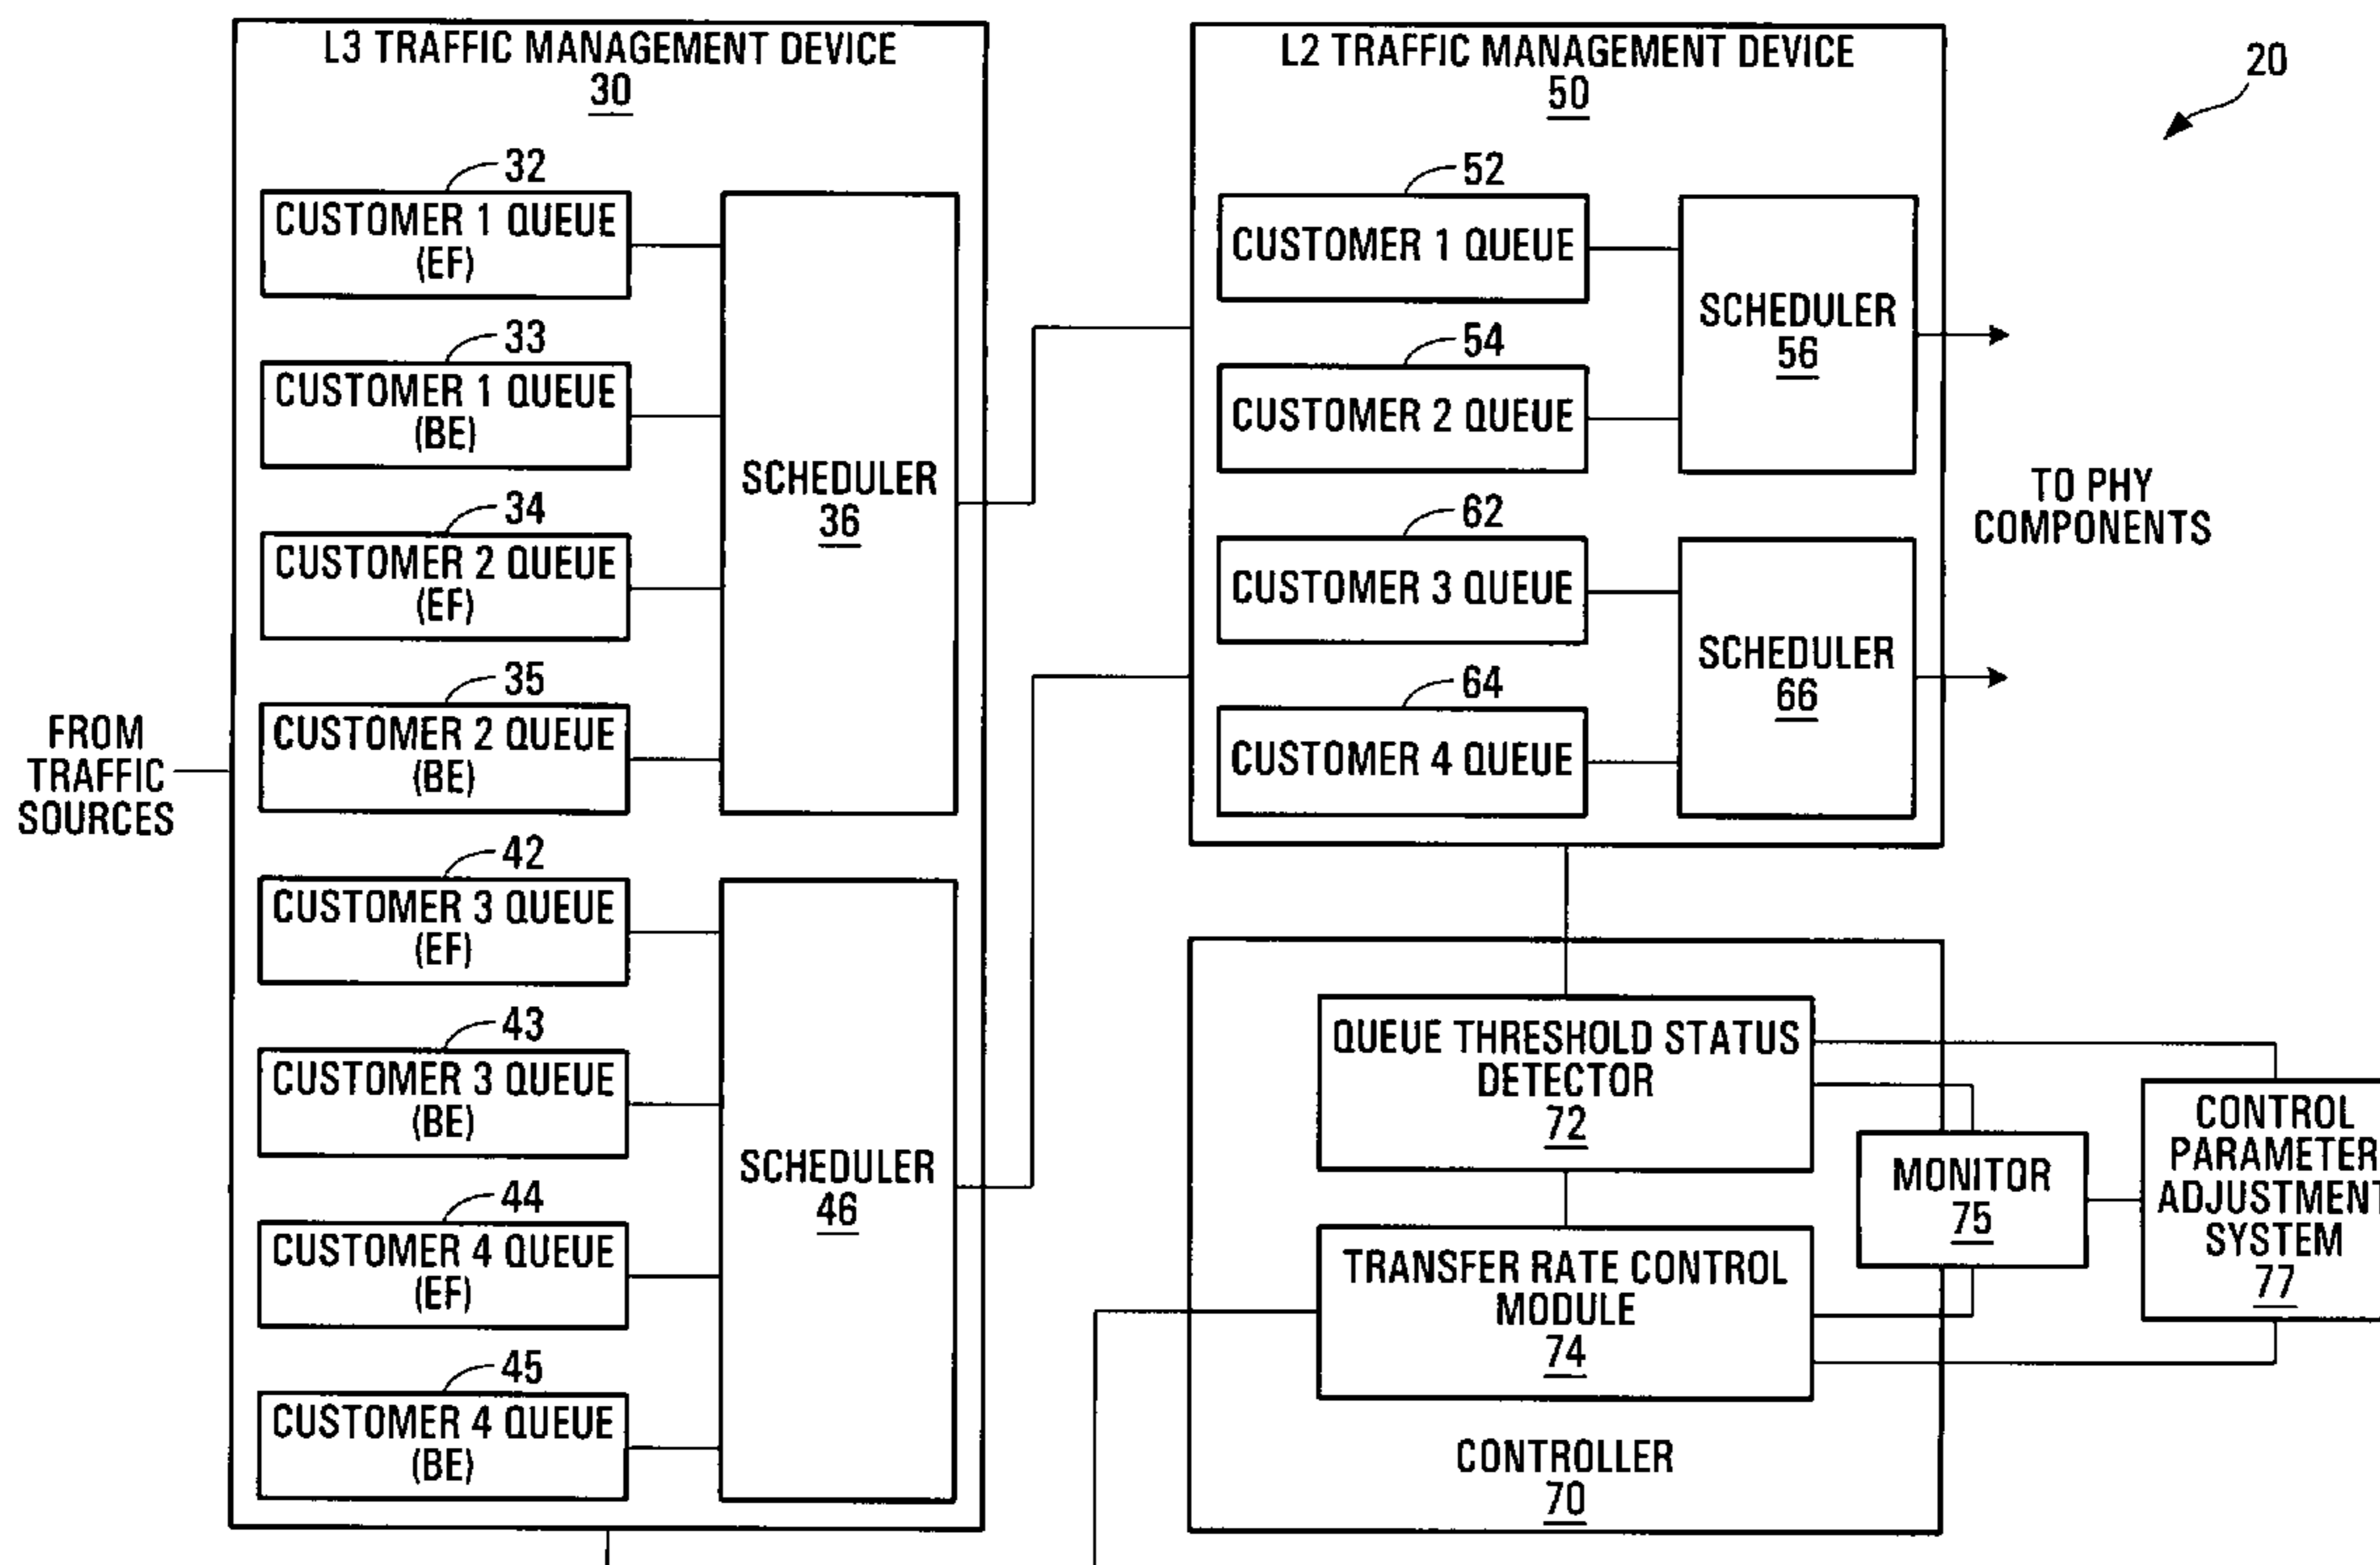 L3 TRAFFIC MANAGEMENT DEVICE
30
32
CUSTOMER 1 QUEUE
(EF)
33
CUSTOMER 1 QUEUE
(BE)
34
CUSTOMER 2 QUEUE
(EF)
35
CUSTOMER 2 QUEUE
(BE)
SCHEDULER
36
FROM
TRAFFIC
SOURCES
42
CUSTOMER 3 QUEUE
(EF)
43
CUSTOMER 3 QUEUE
(BE)
44
CUSTOMER 4 QUEUE
(EF)
45
CUSTOMER 4 QUEUE
(BE)
SCHEDULER
46
L2 TRAFFIC MANAGEMENT DEVICE
50
52
CUSTOMER 1 QUEUE
54
CUSTOMER 2 QUEUE
SCHEDULER
56
62
CUSTOMER 3 QUEUE
64
CUSTOMER 4 QUEUE
SCHEDULER
66
20
TO PHY
COMPONENTS
QUEUE THRESHOLD STATUS
DETECTOR
72
TRANSFER RATE CONTROL
MODULE
74
CONTROLLER
70
MONITOR
75
CONTROL
PARAMETER
ADJUSTMENT
SYSTEM
77